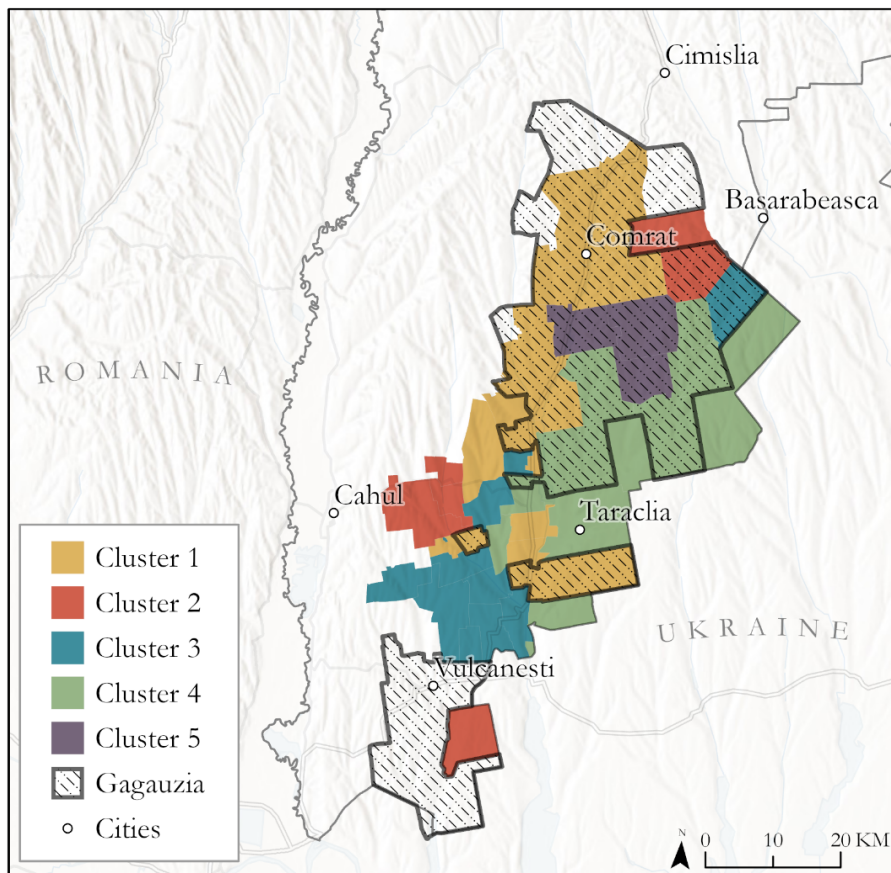 Cimislia
Basarabeasca
Comrat
ROMANIA
Cahul
Taraclia
UKRAINE
Vulcanesti
Cluster 1
Cluster 2
Cluster 3
Cluster 4
Cluster 5
Gagauzia
Cities
N
0 10 20 KM